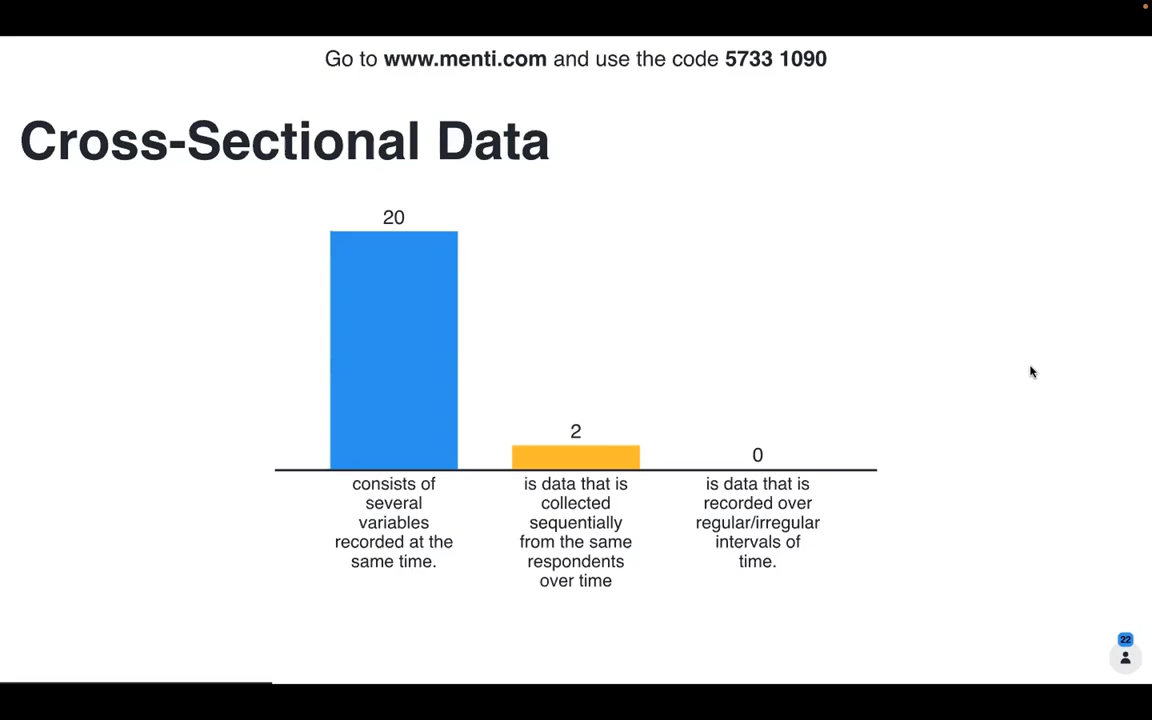 Go to www.menti.com and use the code 5733 1090
Cross-Sectional Data
20
2
0
consists of
several
variables
recorded at the
same time.
is data that is
collected
sequentially
from the same
respondents
over time
is data that is
recorded over
regular/irregular
intervals of
time.
22